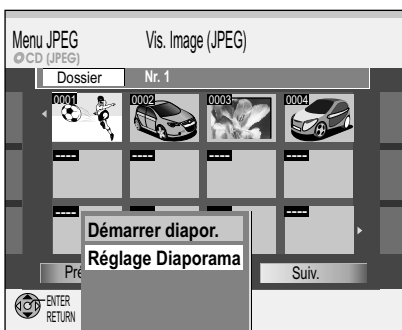 Menu JPEG
Vis. Image (JPEG)
CD (JPEG)
Dossier
Nr. 1
0001 0002 0003 0004
---- ---- ---- ----
---- ---- ----
Démarrer diapor.
Réglage Diaporama
Pré
Suiv.
ENTER
RETURN